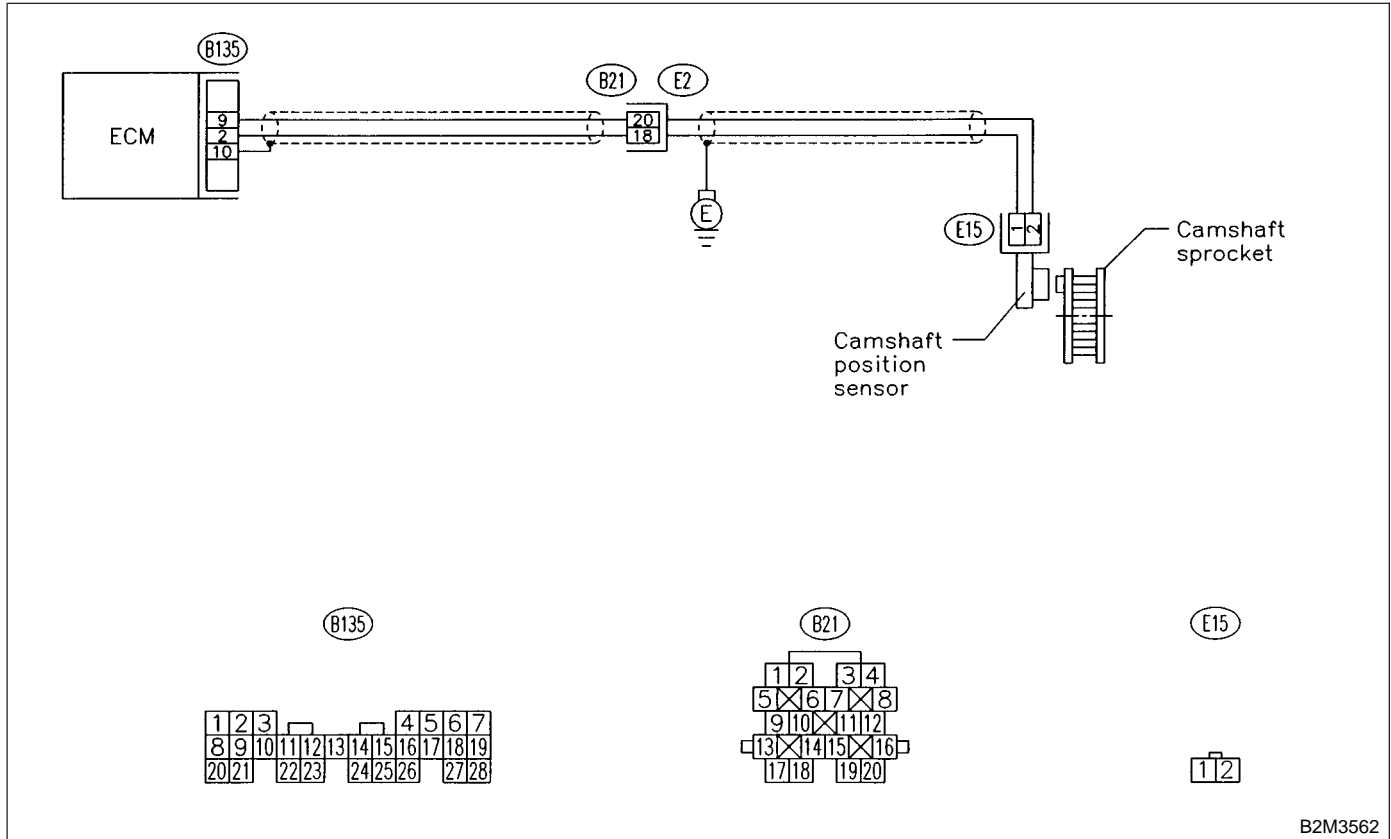 B135
B21 E2
ECM
9
2
10
20
18
E
E15
1 2
Camshaft
sprocket
Camshaft
position
sensor
B135
1 2 3 4 5 6 7
8 9 10 11 12 13 14 15 16 17 18 19
20 21 22 23 24 25 26 27 28
B21
1 2 3 4
5 6 7 8
9 10 11 12
13 14 15 16
17 18 19 20
E15
1 2
B2M3562